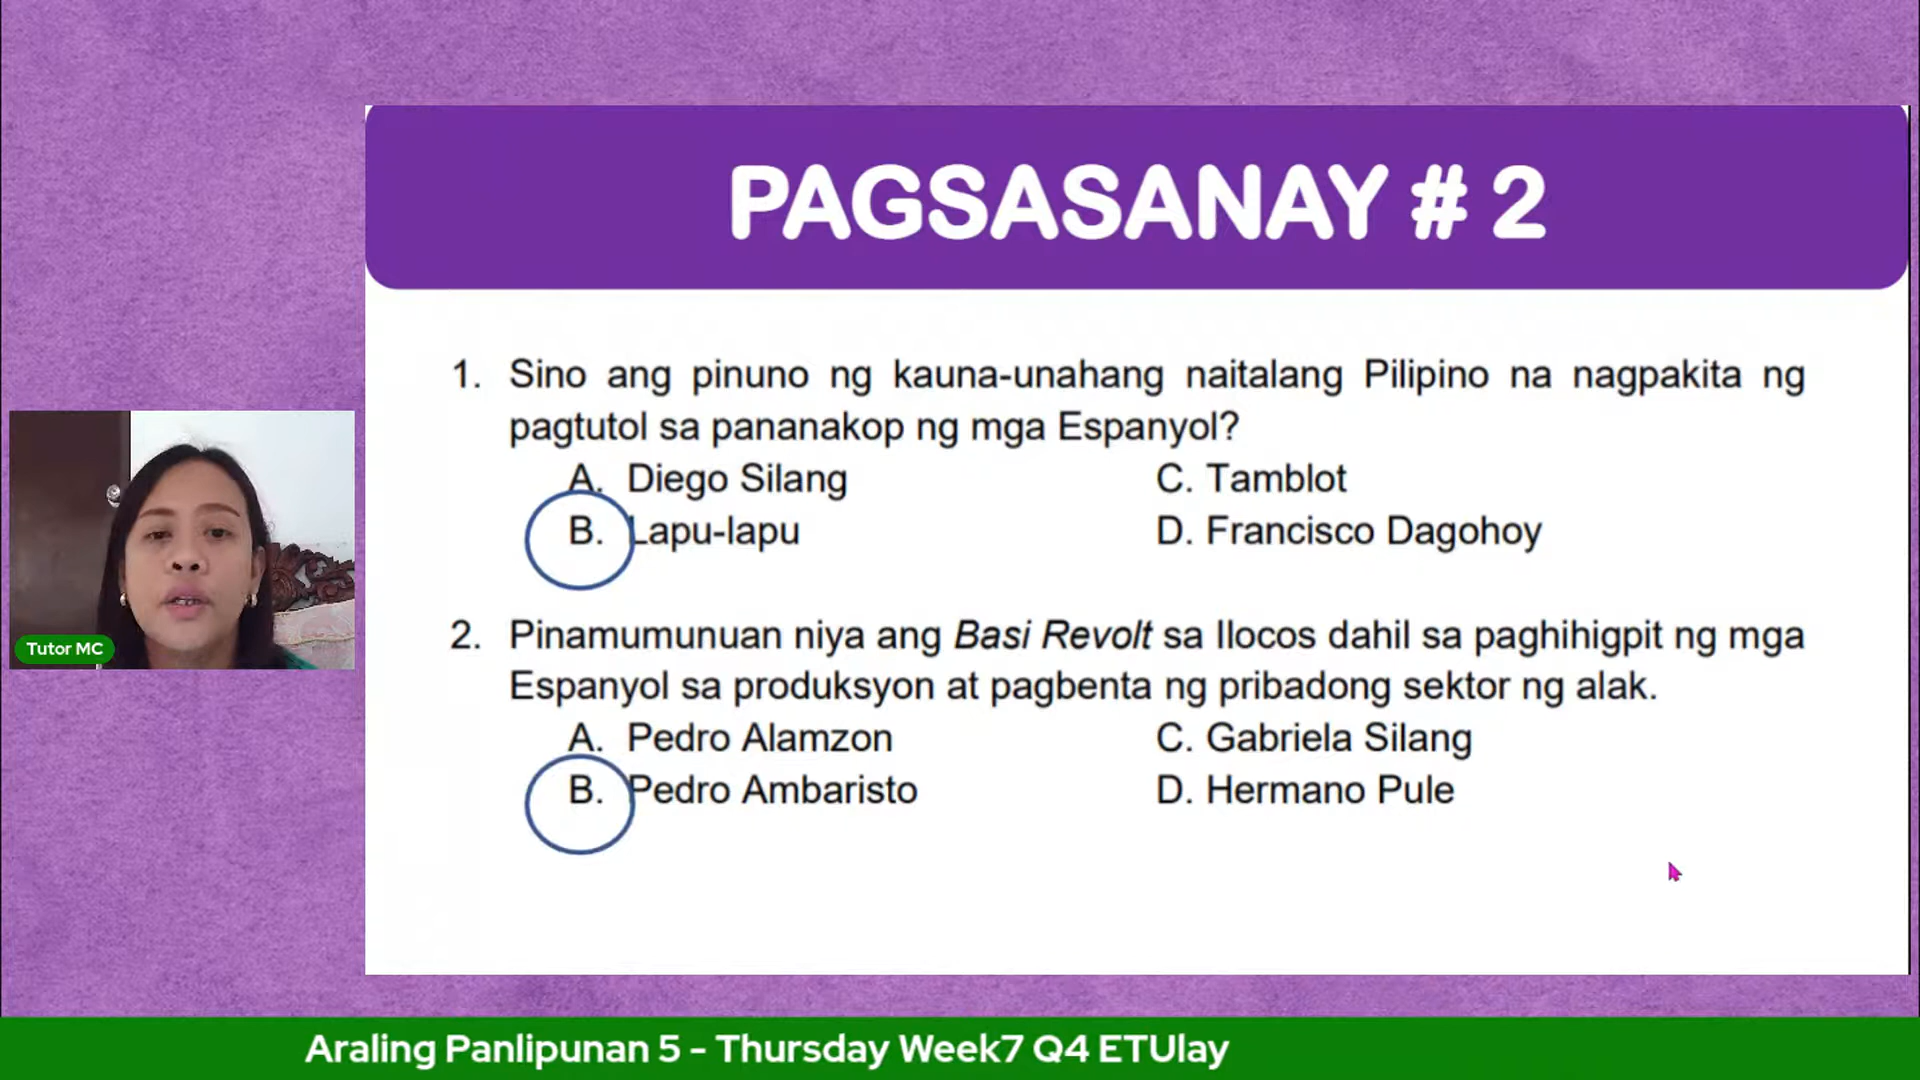 PAGSASANAY # 2
1. Sino ang pinuno ng kauna-unahang naitalang Pilipino na nagpakita ng
pagtutol sa pananakop ng mga Espanyol?
A. Diego Silang C. Tamblot
B. Lapu-lapu D. Francisco Dagohoy
2. Pinamumunuan niya ang Basi Revolt sa Ilocos dahil sa paghihigpit ng mga
Espanyol sa produksyon at pagbenta ng pribadong sektor ng alak.
A. Pedro Alamzon C. Gabriela Silang
B. Pedro Ambaristo D. Hermano Pule
Tutor MC
Araling Panlipunan 5 - Thursday Week7 Q4 ETUlay